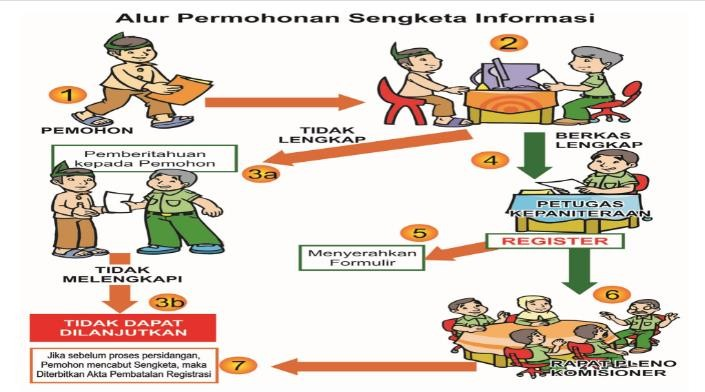 Alur Permohonan Sengketa Informasi
1
PEMOHON
2
TIDAK
LENGKAP
BERKAS
LENGKAP
Pemberitahuan
kepada Pemohon
3a
4
PETUGAS
KEPANITERAAN
REGISTER
5
Menyerahkan
Formulir
TIDAK
MELENGKAPI
3b
6
TIDAK DAPAT
DILANJUTKAN
RAPAT PLENO
KOMISIONER
Jika sebelum proses persidangan,
Pemohon mencabut Sengketa, maka
Diterbitkan Akta Pembatalan Registrasi
7